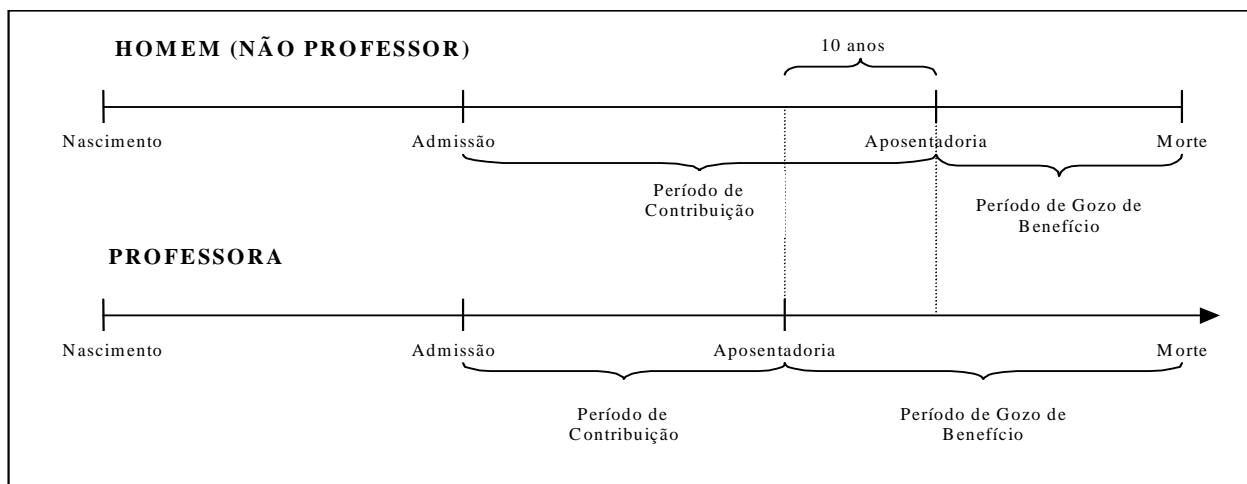 HOMEM (NÃO PROFESSOR)
10 anos
Nascimento
Admissão
Aposentadoria
Morte
Período de
Contribuição
Período de Gozo de
Benefício
PROFESSORA
Nascimento
Admissão
Aposentadoria
Morte
Período de
Contribuição
Período de Gozo de
Benefício